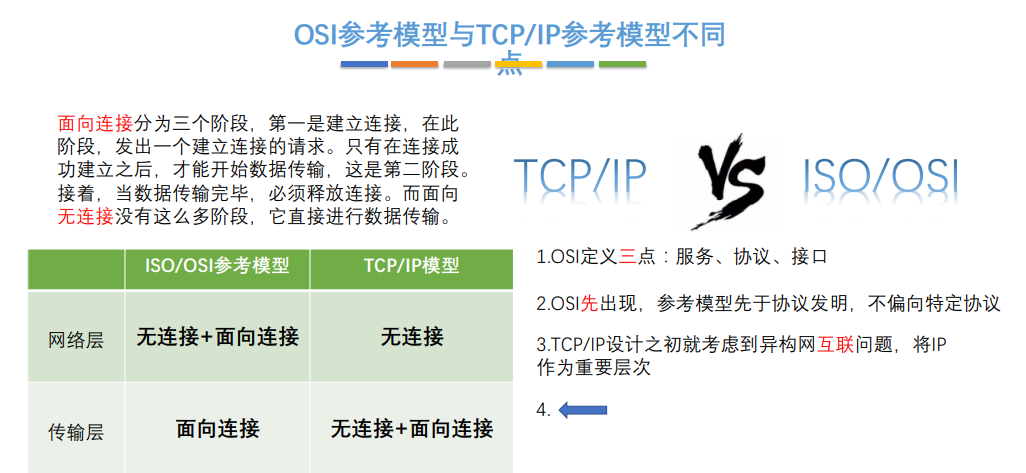 OSI参考模型与TCP/IP参考模型不同
点
面向连接分为三个阶段，第一是建立连接，在此
阶段，发出一个建立连接的请求。只有在连接成
功建立之后，才能开始数据传输，这是第二阶段。
接着，当数据传输完毕，必须释放连接。而面向
无连接没有这么多阶段，它直接进行数据传输。
TCP/IP VS ISO/OSI
ISO/OSI参考模型 TCP/IP模型
网络层 无连接+面向连接 无连接
传输层 面向连接 无连接+面向连接
1.OSI定义三点：服务、协议、接口
2.OSI先出现，参考模型先于协议发明，不偏向特定协议
3.TCP/IP设计之初就考虑到异构网互联问题，将IP
作为重要层次
4.